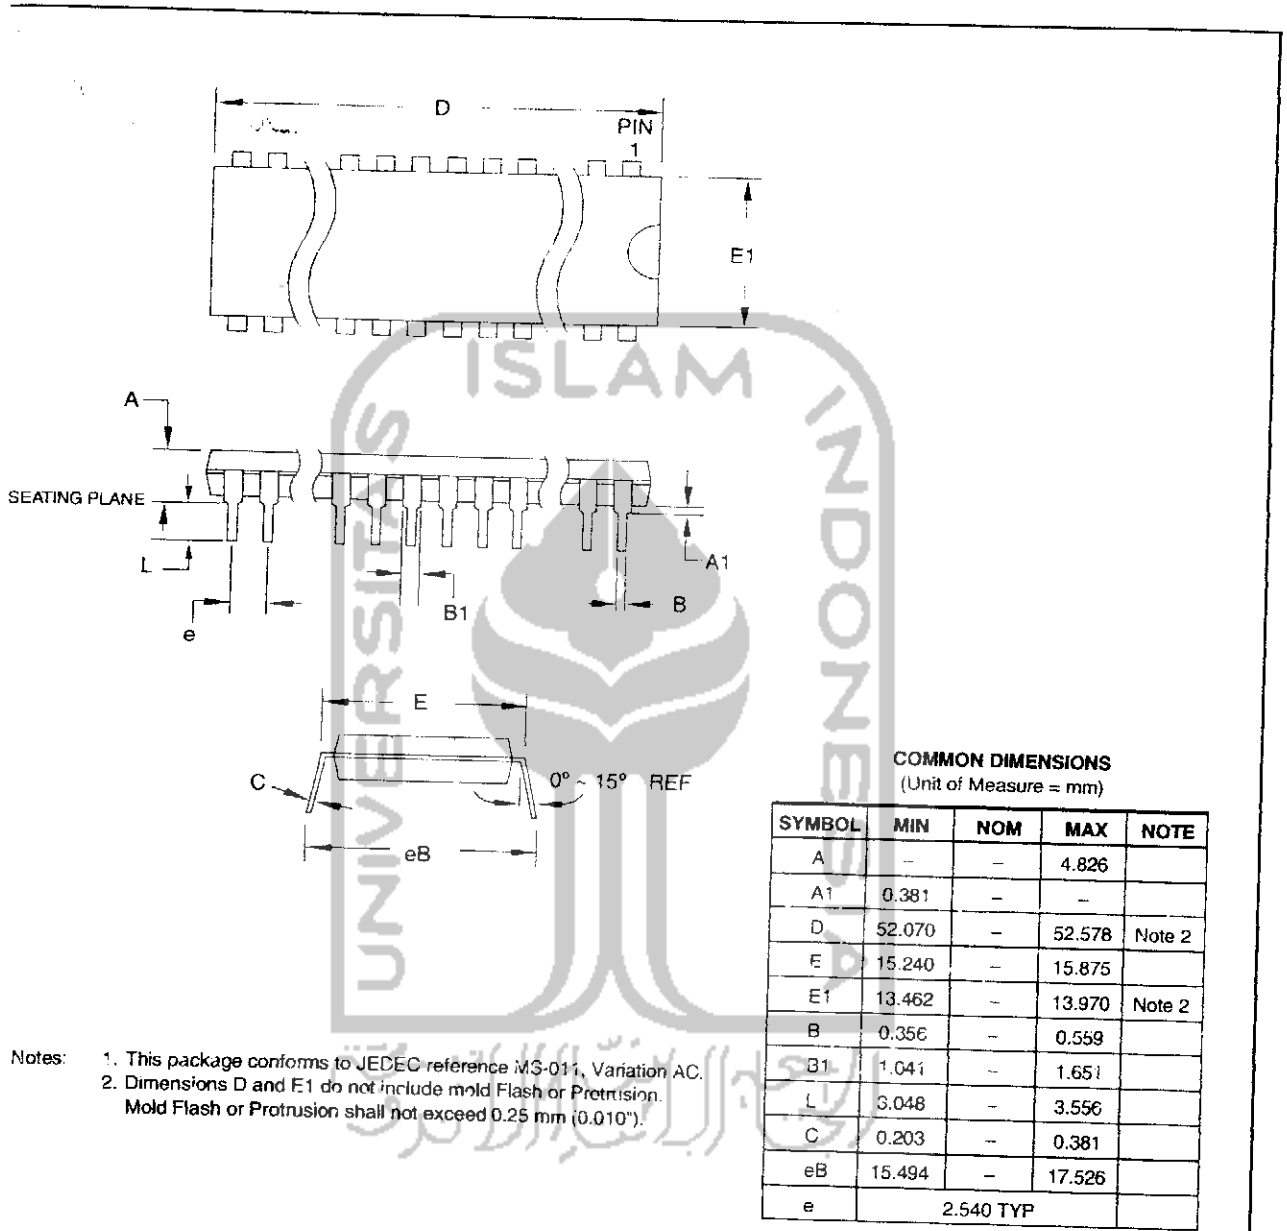 D
PIN
1
E1
A
SEATING PLANE
L
A1
B1
B
e
E
C
0° ~ 15° REF
eB
COMMON DIMENSIONS
(Unit of Measure = mm)
SYMBOL MIN NOM MAX NOTE
A – – 4.826
A1 0.381 – –
D 52.070 – 52.578 Note 2
E 15.240 – 15.875
E1 13.462 – 13.970 Note 2
B 0.356 – 0.559
B1 1.041 – 1.651
L 3.048 – 3.556
C 0.203 – 0.381
eB 15.494 – 17.526
e 2.540 TYP
Notes: 1. This package conforms to JEDEC reference MS-011, Variation AC.
2. Dimensions D and E1 do not include mold Flash or Protrusion.
Mold Flash or Protrusion shall not exceed 0.25 mm (0.010").
ISLAM
UNIVERSITAS
INDONESIA